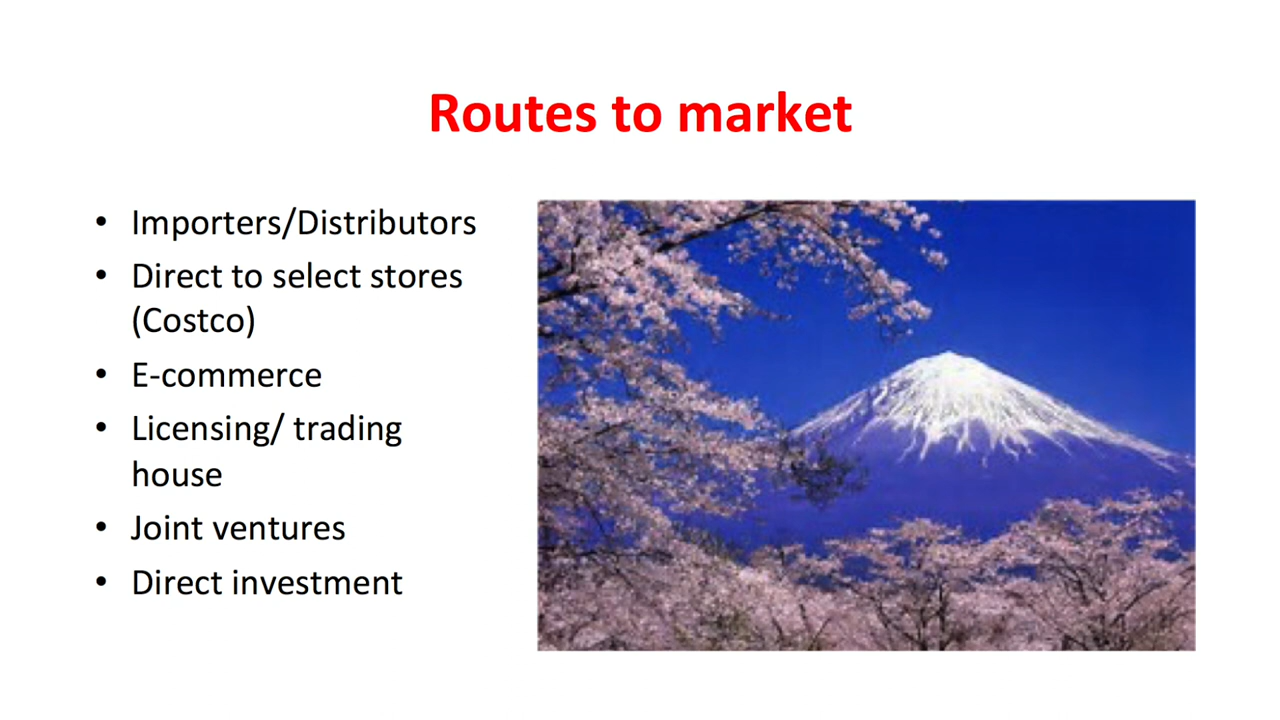 Routes to market
• Importers/Distributors
• Direct to select stores
(Costco)
• E-commerce
• Licensing/ trading
house
• Joint ventures
• Direct investment